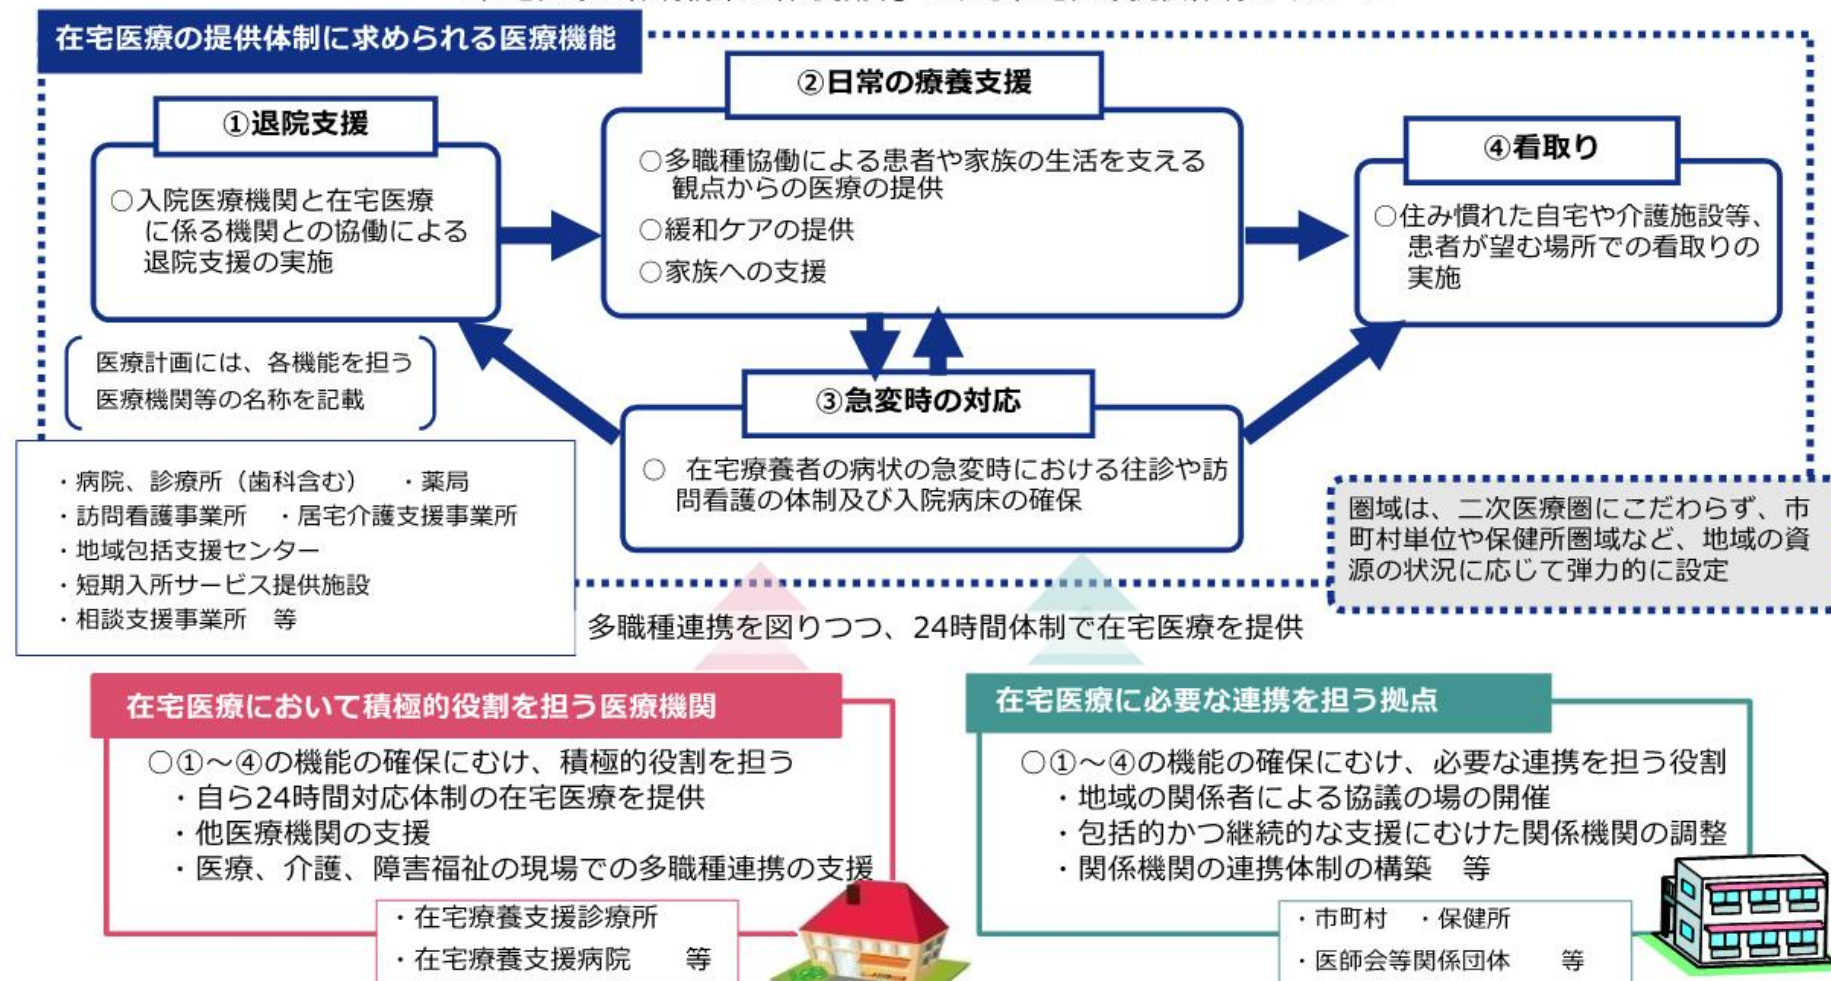 在宅医療の提供体制に求められる医療機能
①退院支援
○入院医療機関と在宅医療
に係る機関との協働による
退院支援の実施
②日常の療養支援
○多職種協働による患者や家族の生活を支える
観点からの医療の提供
○緩和ケアの提供
○家族への支援
④看取り
○住み慣れた自宅や介護施設等、
患者が望む場所での看取りの
実施
医療計画には、各機能を担う
医療機関等の名称を記載
③急変時の対応
○ 在宅療養者の病状の急変時における往診や訪
問看護の体制及び入院病床の確保
・病院、診療所（歯科含む） ・薬局
・訪問看護事業所 ・居宅介護支援事業所
・地域包括支援センター
・短期入所サービス提供施設
・相談支援事業所 等
圏域は、二次医療圏にこだわらず、市
町村単位や保健所圏域など、地域の資
源の状況に応じて弾力的に設定
多職種連携を図りつつ、24時間体制で在宅医療を提供
在宅医療において積極的役割を担う医療機関
○①～④の機能の確保にむけ、積極的役割を担う
・自ら24時間対応体制の在宅医療を提供
・他医療機関の支援
・医療、介護、障害福祉の現場での多職種連携の支援
・在宅療養支援診療所
・在宅療養支援病院 等
在宅医療に必要な連携を担う拠点
○①～④の機能の確保にむけ、必要な連携を担う役割
・地域の関係者による協議の場の開催
・包括的かつ継続的な支援にむけた関係機関の調整
・関係機関の連携体制の構築 等
・市町村 ・保健所
・医師会等関係団体 等